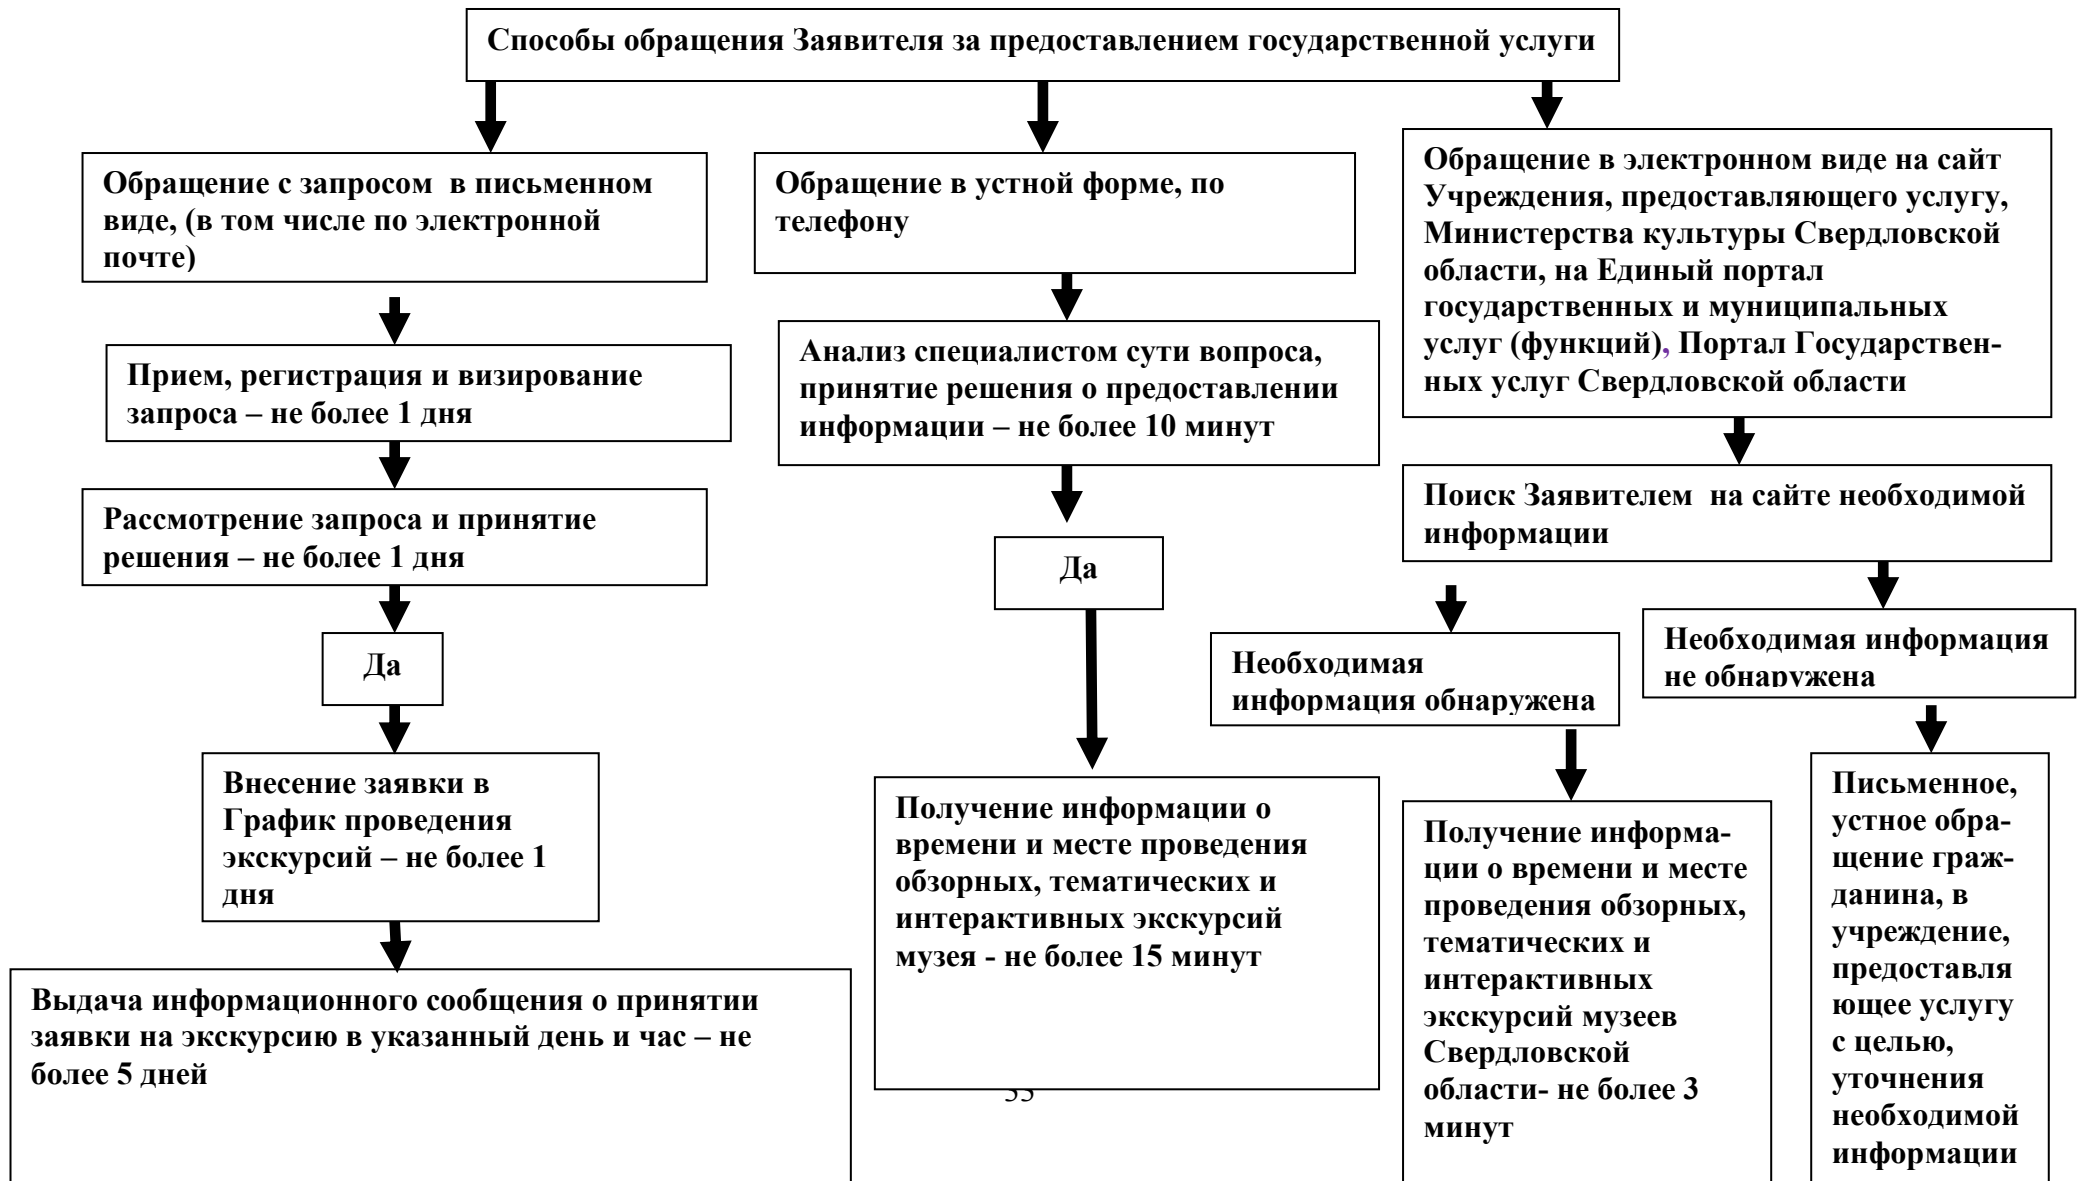 Способы обращения Заявителя за предоставлением государственной услуги
Обращение с запросом  в письменном
виде, (в том числе по электронной
почте)
Прием, регистрация и визирование
запроса – не более 1 дня
Рассмотрение запроса и принятие
решения – не более 1 дня
Да
Внесение заявки в
График проведения
экскурсий – не более 1
дня
Выдача информационного сообщения о принятии
заявки на экскурсию в указанный день и час – не
более 5 дней
Обращение в устной форме, по
телефону
Анализ специалистом сути вопроса,
принятие решения о предоставлении
информации – не более 10 минут
Да
Получение информации о
времени и месте проведения
обзорных, тематических и
интерактивных экскурсий
музея - не более 15 минут
Обращение в электронном виде на сайт
Учреждения, предоставляющего услугу,
Министерства культуры Свердловской
области, на Единый портал
государственных и муниципальных
услуг (функций), Портал Государствен-
ных услуг Свердловской области
Поиск Заявителем  на сайте необходимой
информации
Необходимая
информация обнаружена
Получение информа-
ции о времени и месте
проведения обзорных,
тематических и
интерактивных
экскурсий музеев
Свердловской
области- не более 3
минут
Необходимая информация
не обнаружена
Письменное,
устное обра-
щение граж-
данина, в
учреждение,
предоставля
ющее услугу
с целью,
уточнения
необходимой
информации